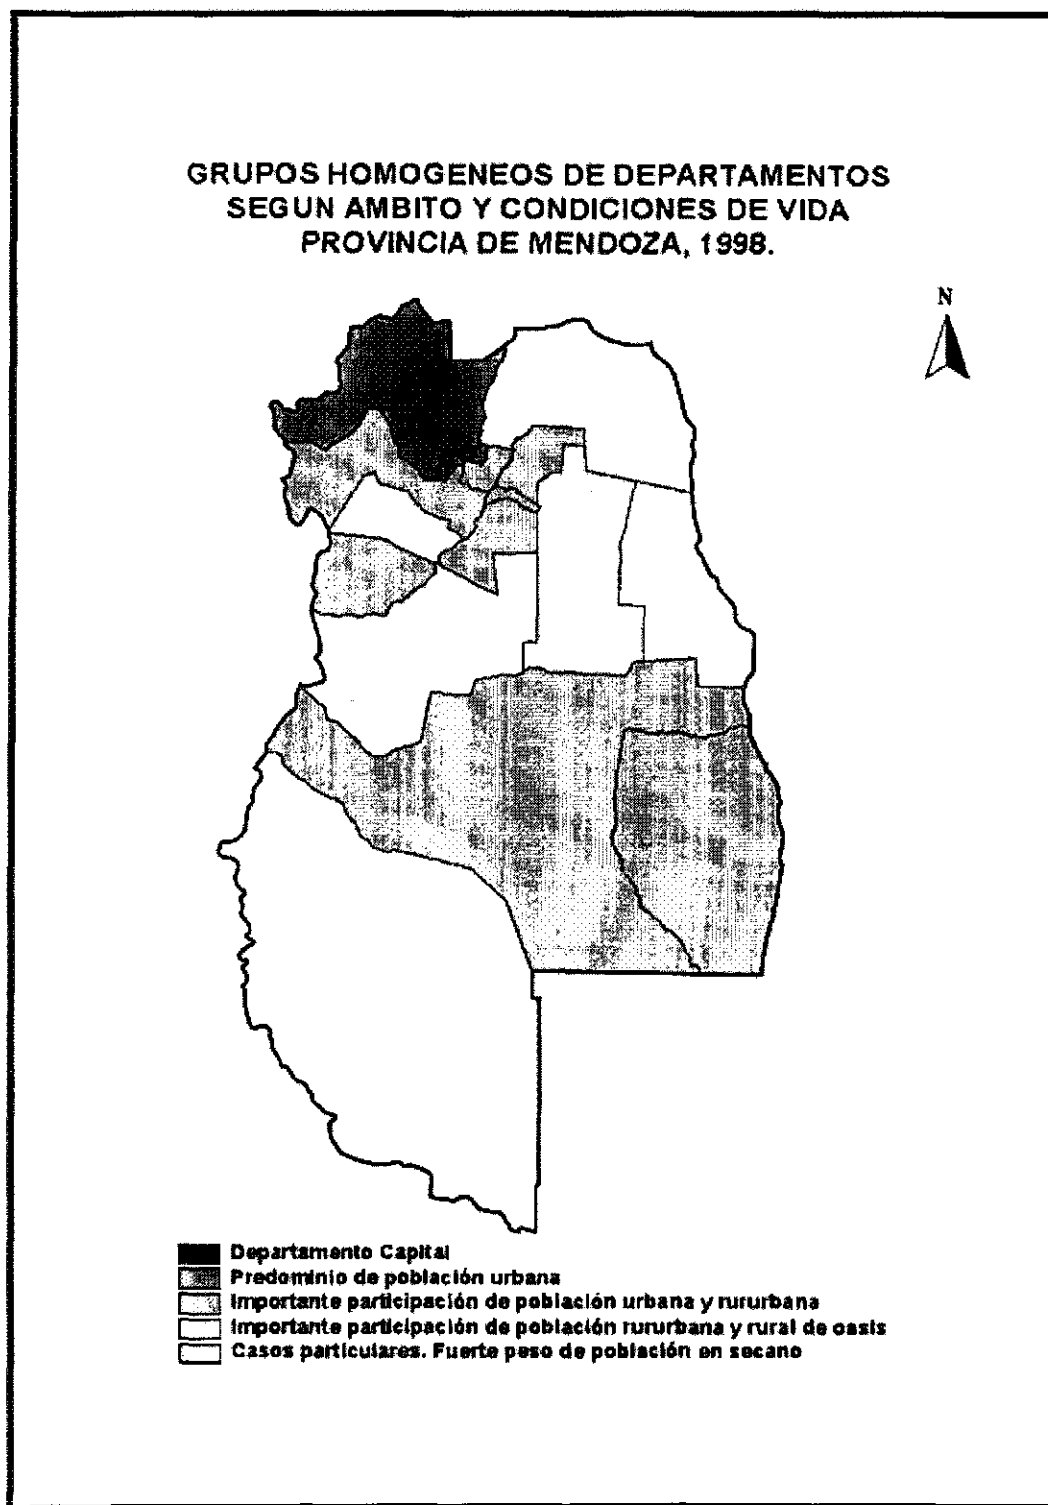 GRUPOS HOMOGENEOS DE DEPARTAMENTOS
SEGUN AMBITO Y CONDICIONES DE VIDA
PROVINCIA DE MENDOZA, 1998.
N
Departamento Capital
Predominio de población urbana
Importante participación de población urbana y rururbana
Importante participación de población rururbana y rural de oasis
Casos particulares. Fuerte peso de población en secano